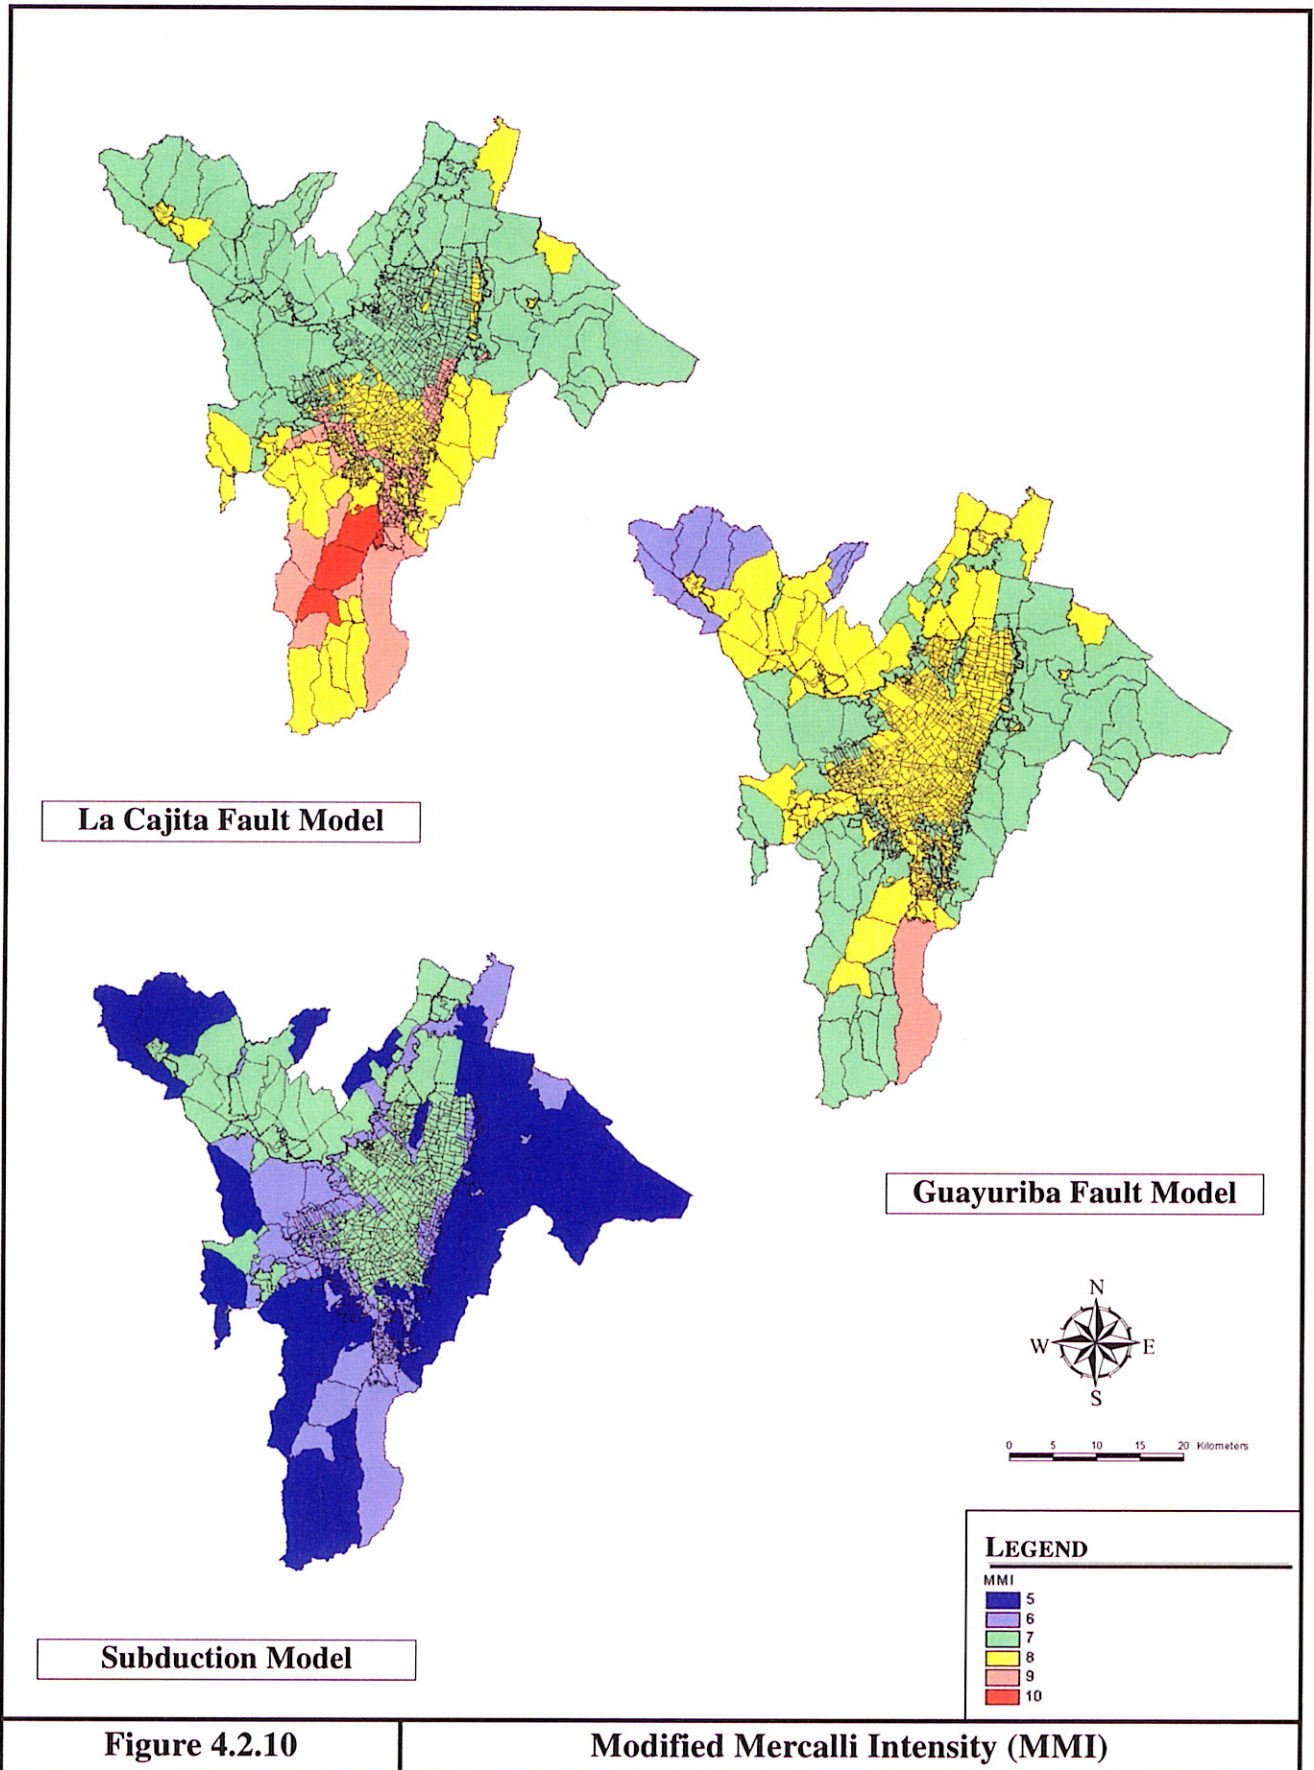 La Cajita Fault Model
Guayuriba Fault Model
N
W E
S
0 5 10 15 20 Kilometers
Subduction Model
LEGEND
MMI
5
6
7
8
9
10
Figure 4.2.10
Modified Mercalli Intensity (MMI)